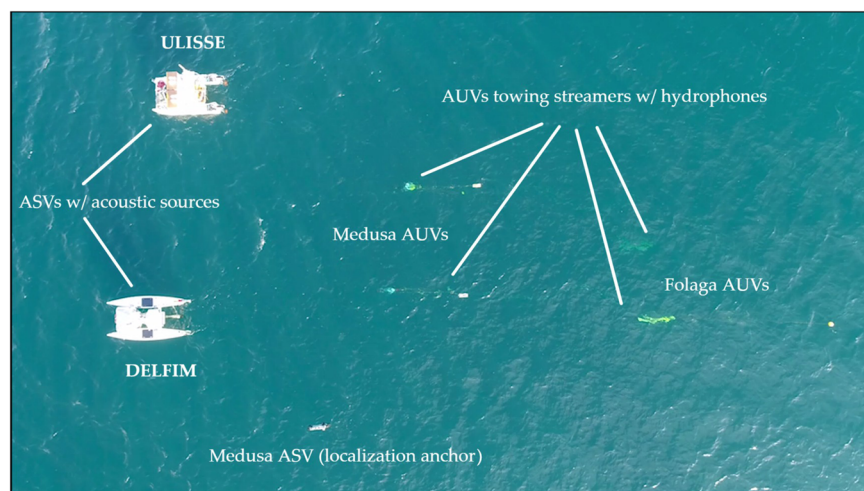 ULISSE
AUVs towing streamers w/ hydrophones
ASVs w/ acoustic sources
Medusa AUVs
Folaga AUVs
DELFIM
Medusa ASV (localization anchor)